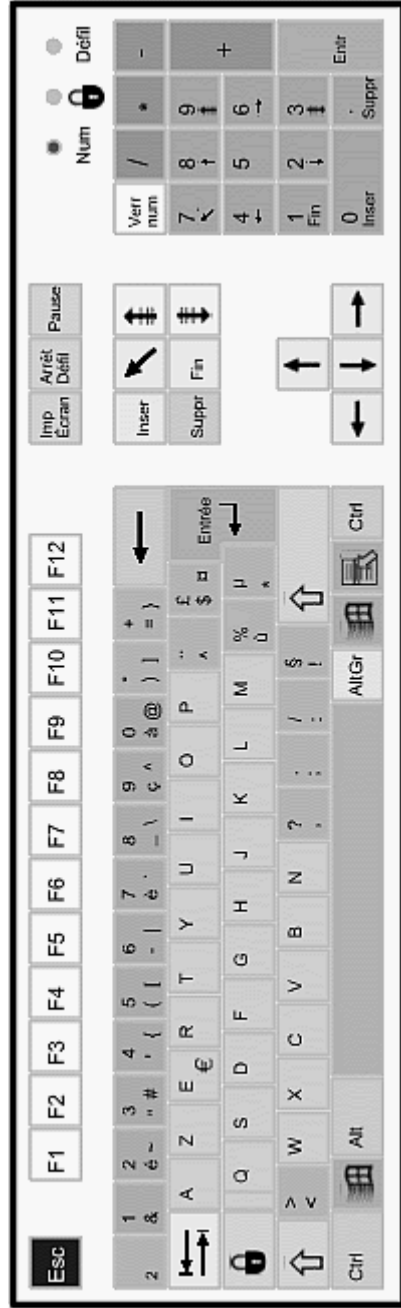 Esc F1 F2 F3 F4 F5 F6 F7 F8 F9 F10 F11 F12 Imp Écran Arrêt Défil Pause Num Défil
2 1 & 2 é ~ 3 " # 4 ' { 5 ( [ 6 - | 7 è ` 8 _ \ 9 ç ^ 0 à @ ° ) ] + = } Inser Verr num / * -
A Z E € R T Y U I O P ¨ ^ £ $ ¤ Entrée Suppr Fin 7 8 9 +
Q S D F G H J K L M % ù µ * 4 5 6
> < W X C V B N ? , . ; / : § ! 1 Fin 2 3 Entr
Ctrl Alt AltGr Ctrl 0 Inser . Suppr